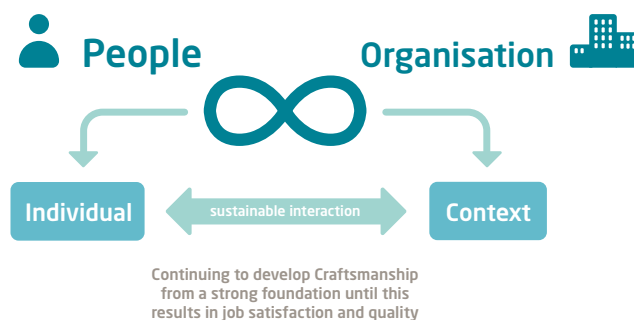 People
Organisation
Individual
sustainable interaction
Context
Continuing to develop Craftsmanship
from a strong foundation until this
results in job satisfaction and quality